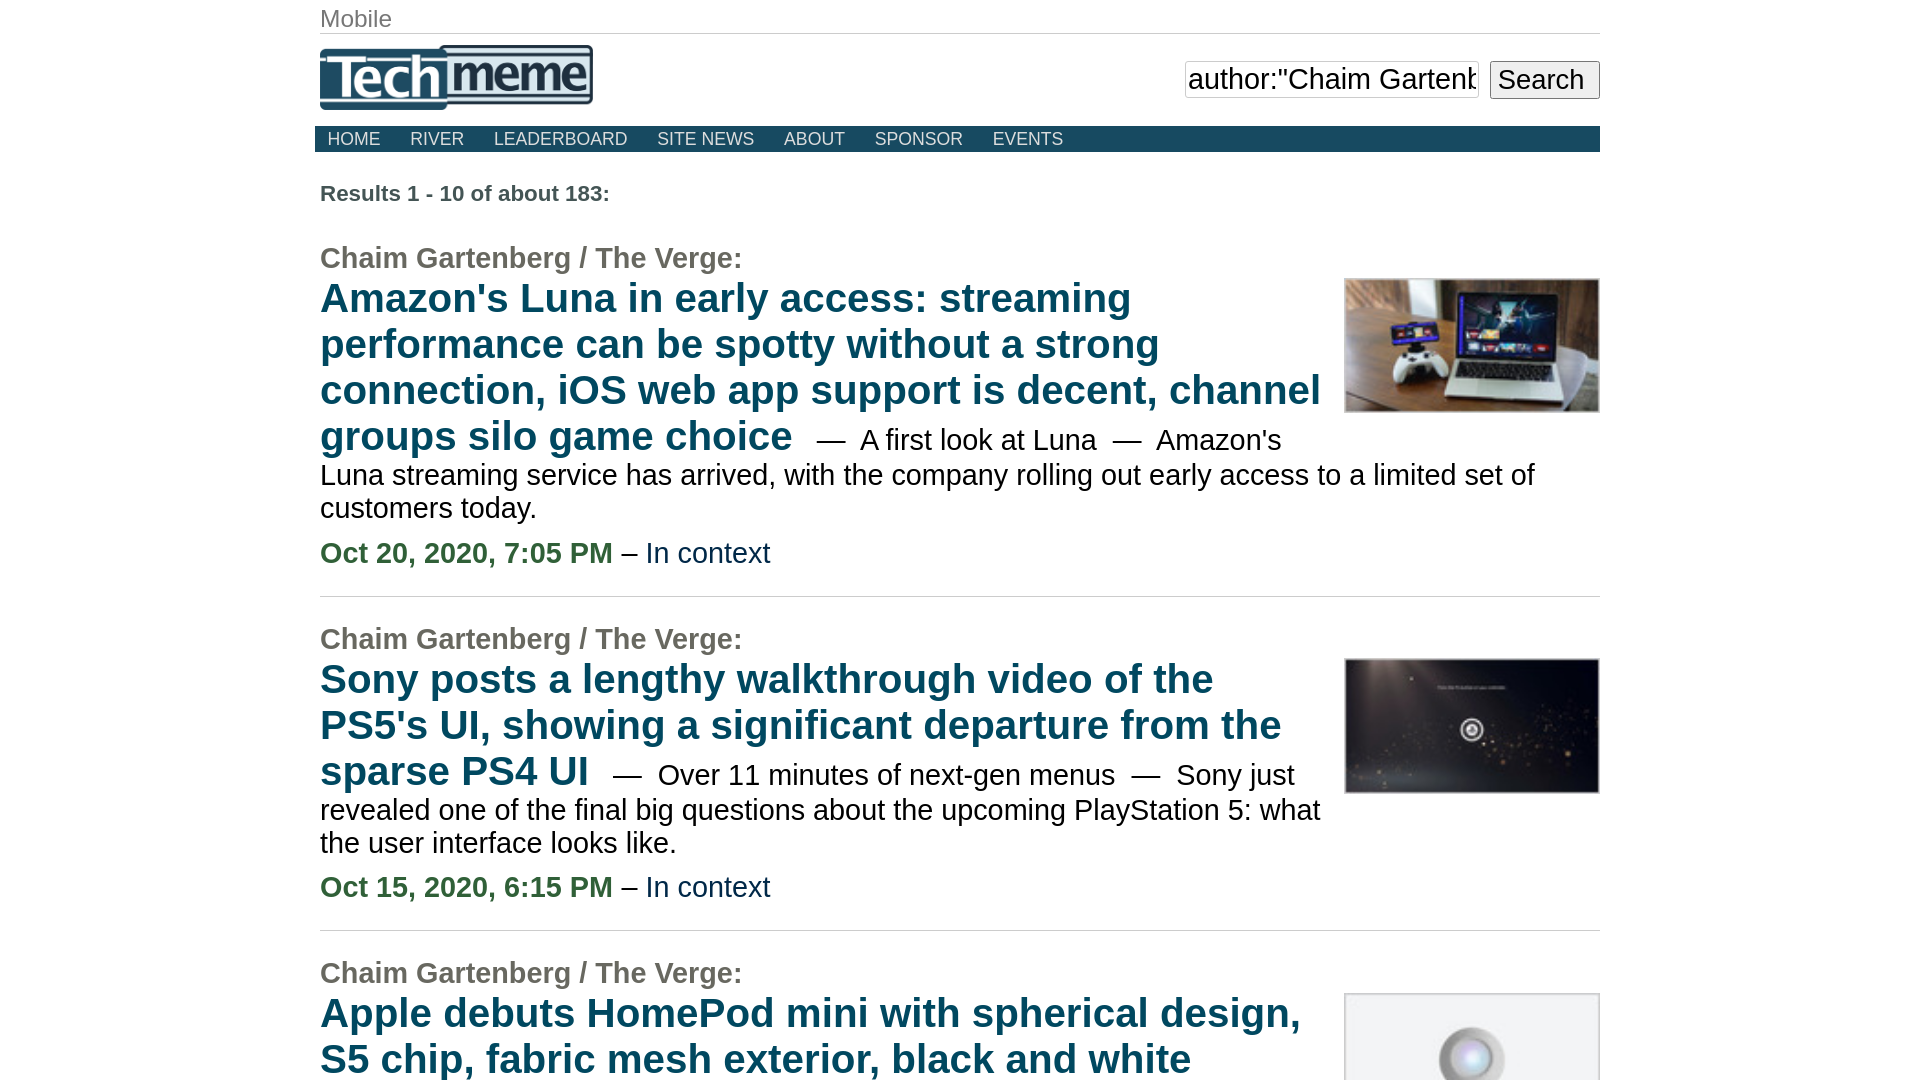 Mobile
Techmeme
author:"Chaim Gartenb
Search
HOME RIVER LEADERBOARD SITE NEWS ABOUT SPONSOR EVENTS
Results 1 - 10 of about 183:
Chaim Gartenberg / The Verge:
Amazon's Luna in early access: streaming
performance can be spotty without a strong
connection, iOS web app support is decent, channel
groups silo game choice — A first look at Luna — Amazon's
Luna streaming service has arrived, with the company rolling out early access to a limited set of
customers today.
Oct 20, 2020, 7:05 PM – In context
Chaim Gartenberg / The Verge:
Sony posts a lengthy walkthrough video of the
PS5's UI, showing a significant departure from the
sparse PS4 UI — Over 11 minutes of next-gen menus — Sony just
revealed one of the final big questions about the upcoming PlayStation 5: what
the user interface looks like.
Oct 15, 2020, 6:15 PM – In context
Chaim Gartenberg / The Verge:
Apple debuts HomePod mini with spherical design,
S5 chip, fabric mesh exterior, black and white